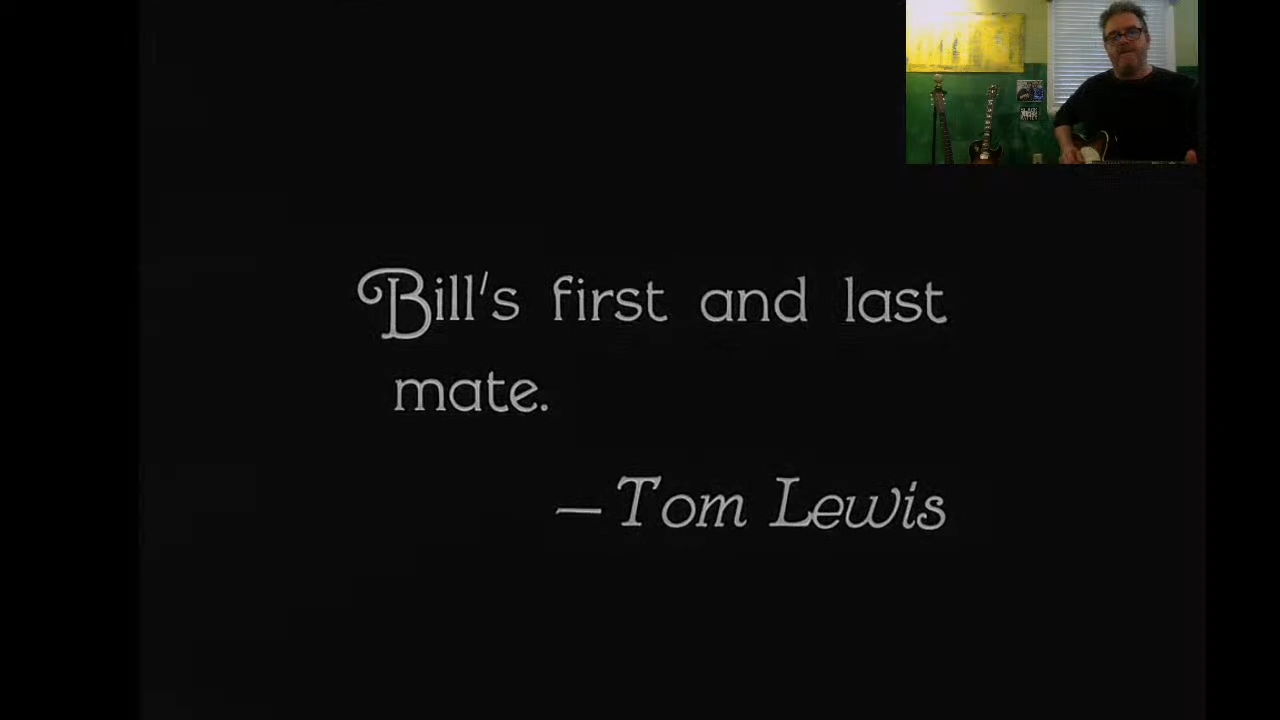 Bill's first and last
mate.
—Tom Lewis